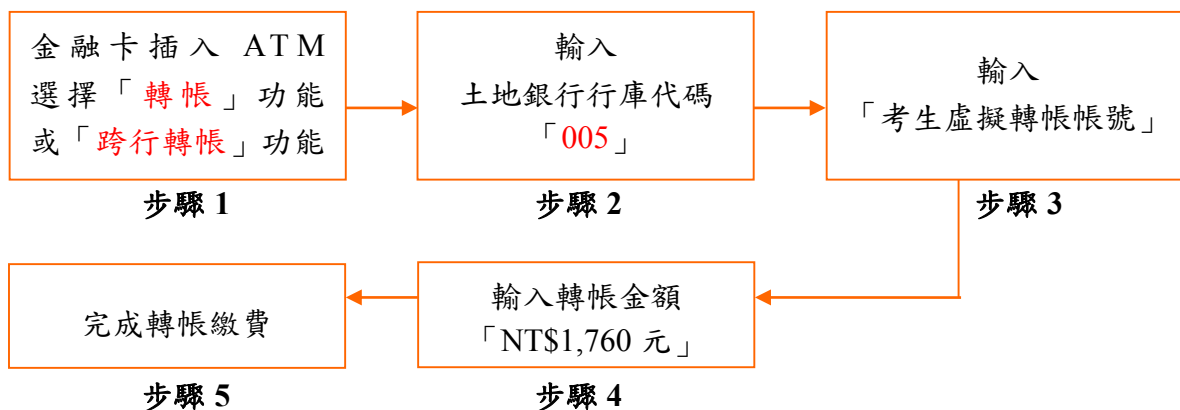 金融卡插入 ATM
選擇「轉帳」功能
或「跨行轉帳」功能
步驟 1
輸入
土地銀行行庫代碼
「005」
步驟 2
輸入
「考生虛擬轉帳帳號」
步驟 3
輸入轉帳金額
「NT$1,760 元」
步驟 4
完成轉帳繳費
步驟 5